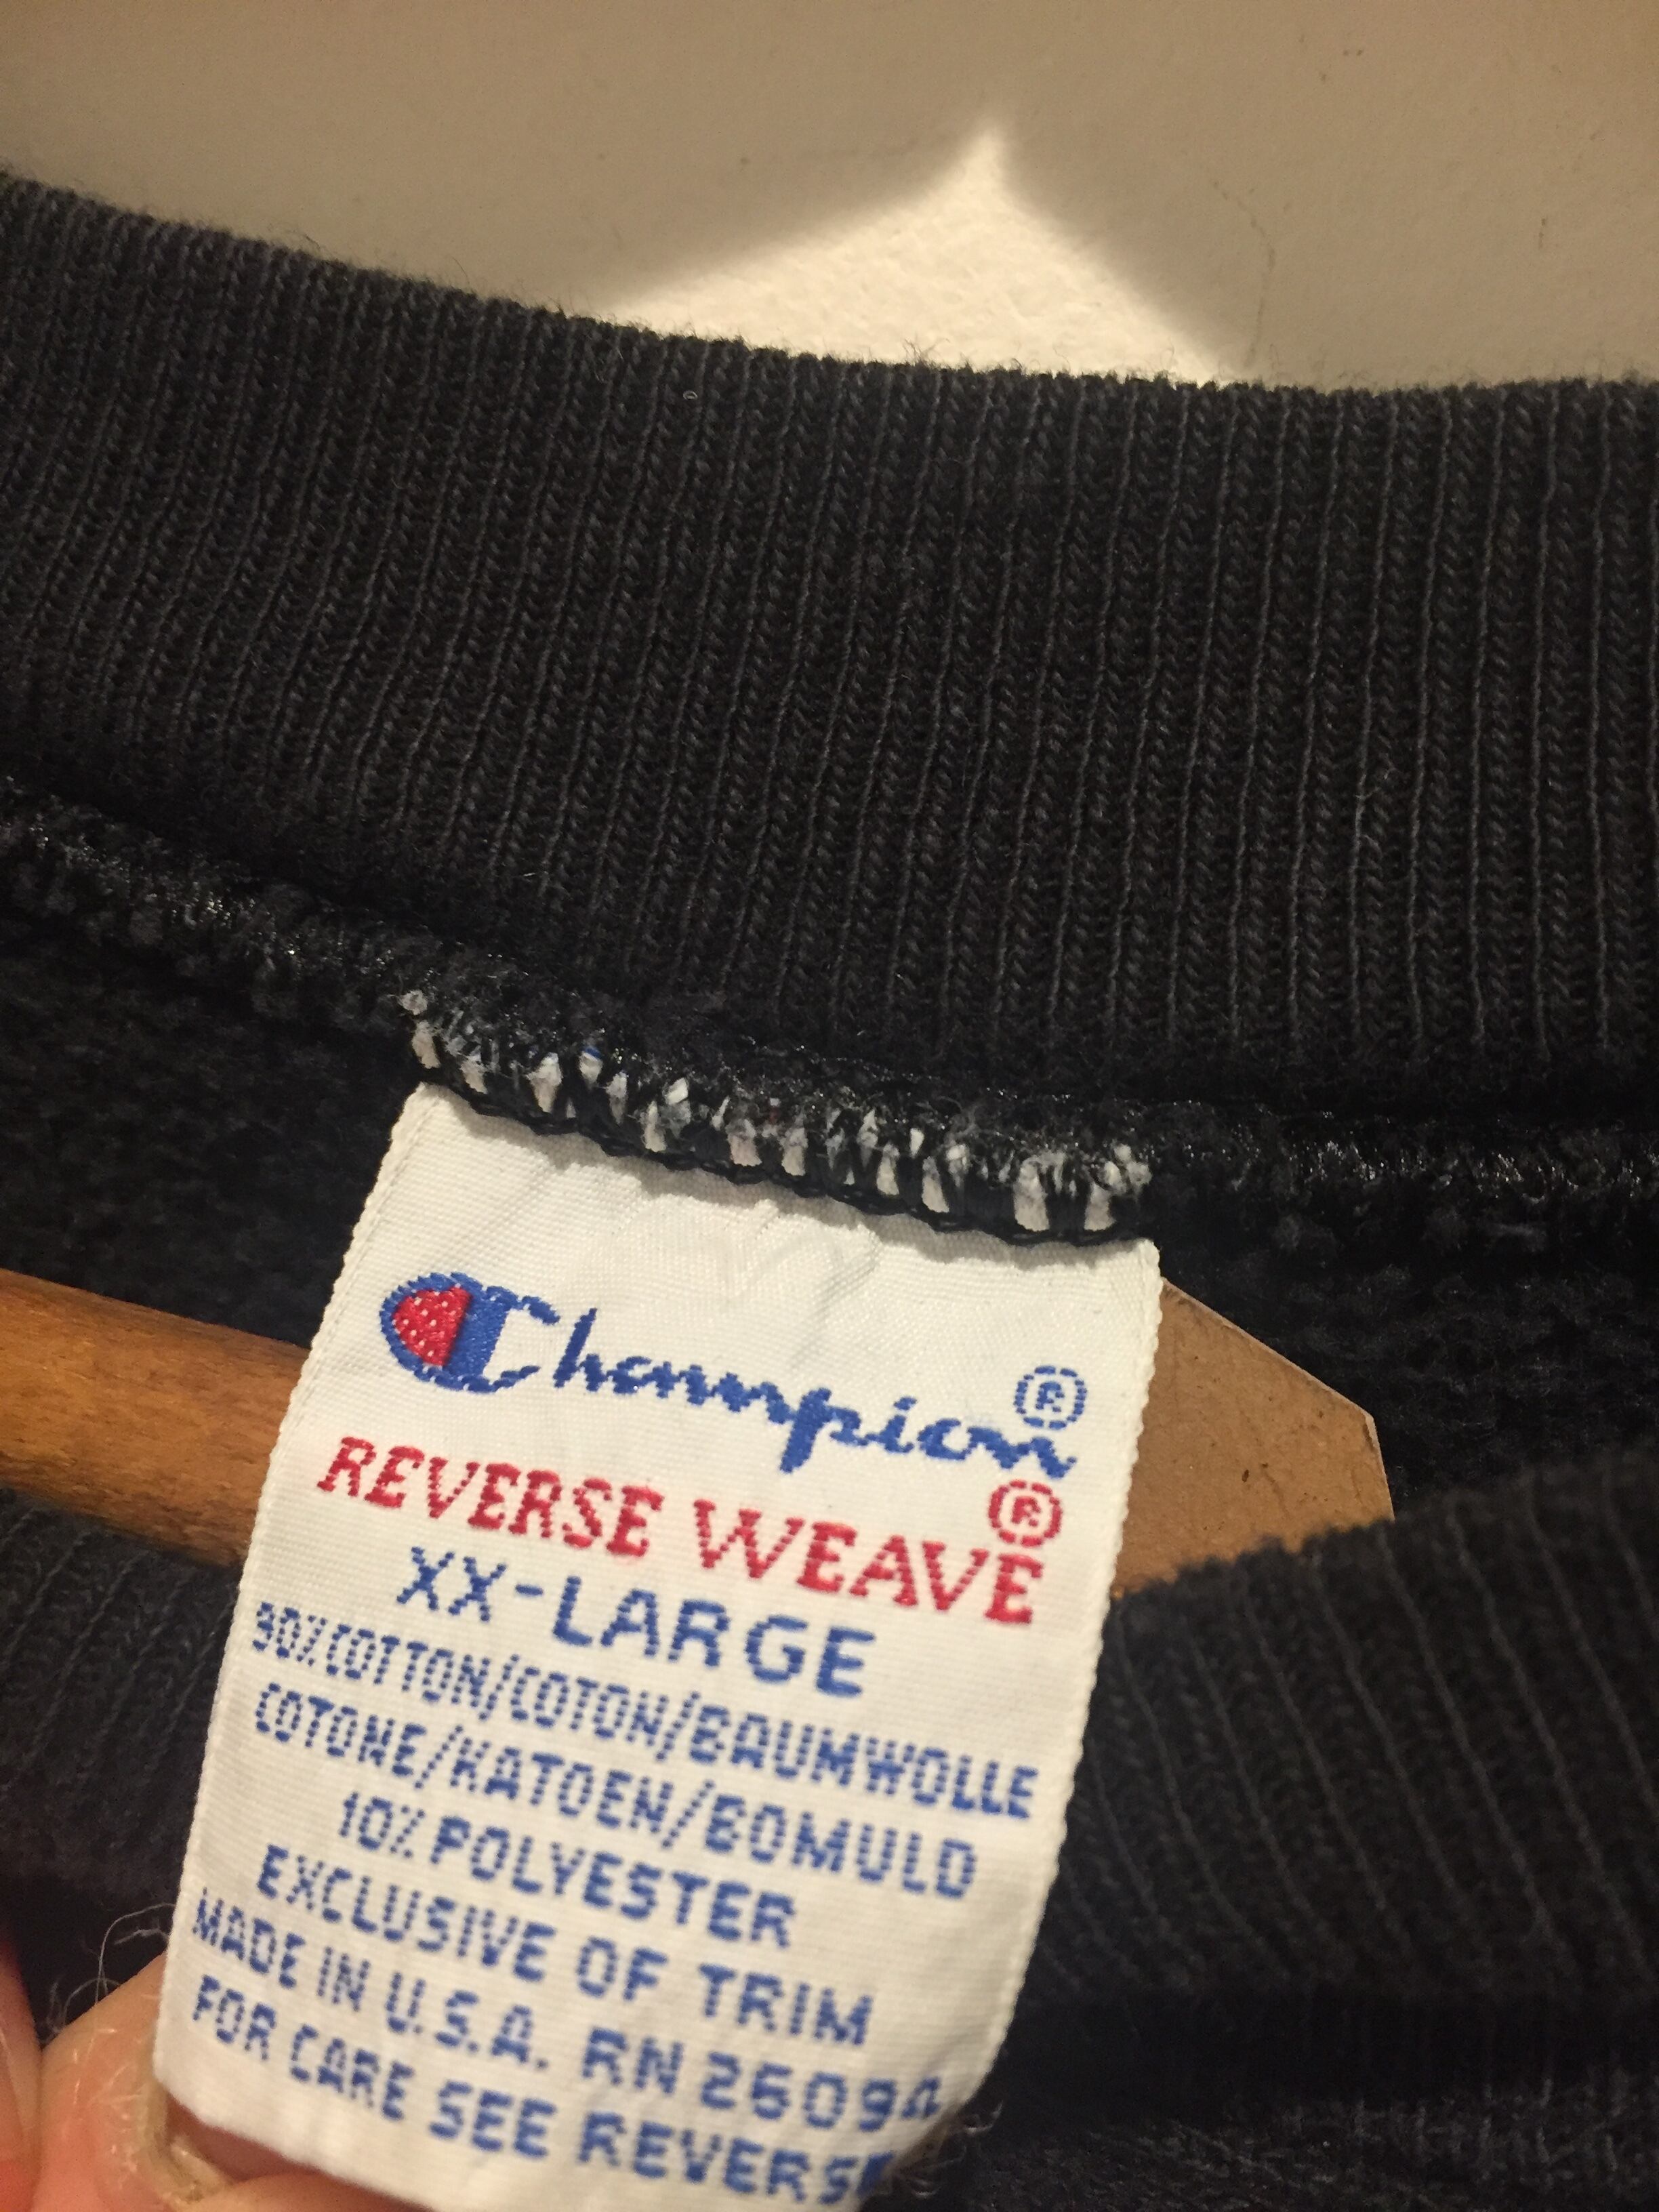 Champion®
REVERSE WEAVE®
XX-LARGE
90% COTTON/COTON/BAUMWOLLE
COTONE/KATOEN/BOMULD
10% POLYESTER
EXCLUSIVE OF TRIM
MADE IN U.S.A. RN 26094
FOR CARE SEE REVERSE